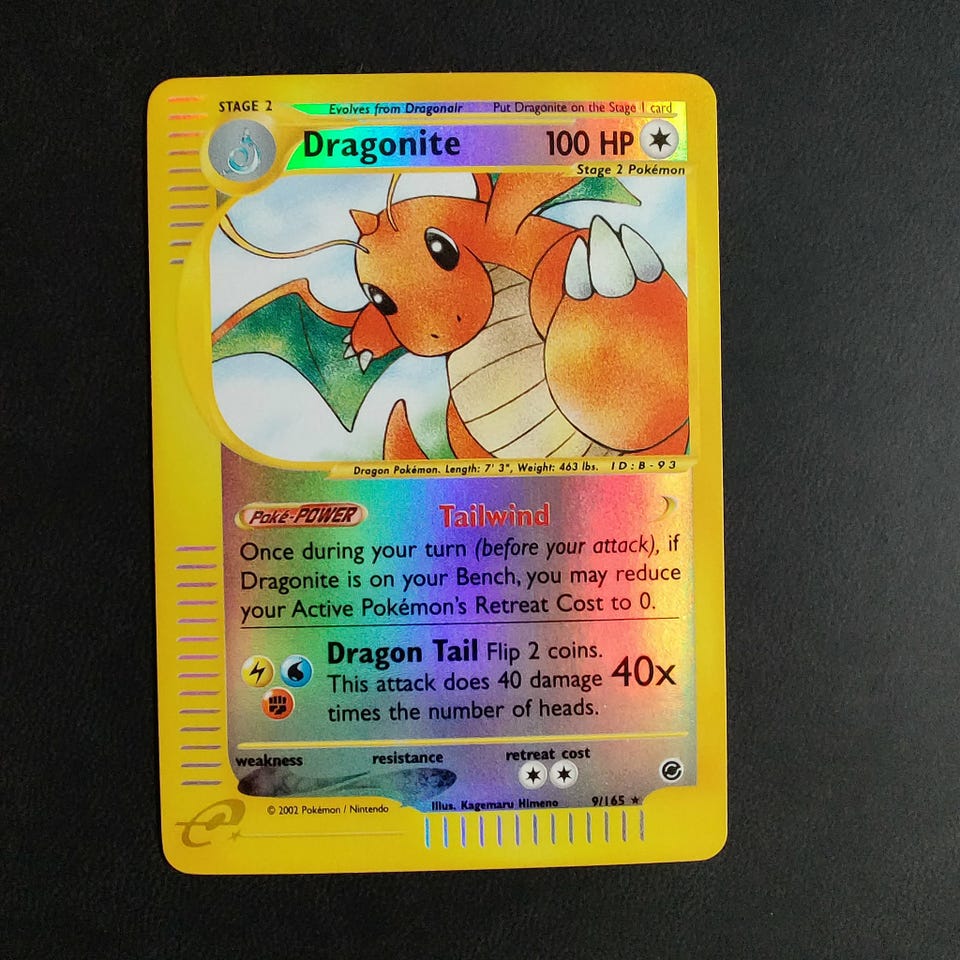 STAGE 2 Evolves from Dragonair Put Dragonite on the Stage 1 card
Dragonite 100 HP
Stage 2 Pokémon
Dragon Pokémon. Length: 7' 3", Weight: 463 lbs. ID:B-93
Poké-POWER Tailwind
Once during your turn (before your attack), if
Dragonite is on your Bench, you may reduce
your Active Pokémon's Retreat Cost to 0.
Dragon Tail Flip 2 coins.
This attack does 40 damage 40x
times the number of heads.
weakness resistance retreat cost
© 2002 Pokémon / Nintendo Illus. Kagemaru Himeno 9/165 ★
e